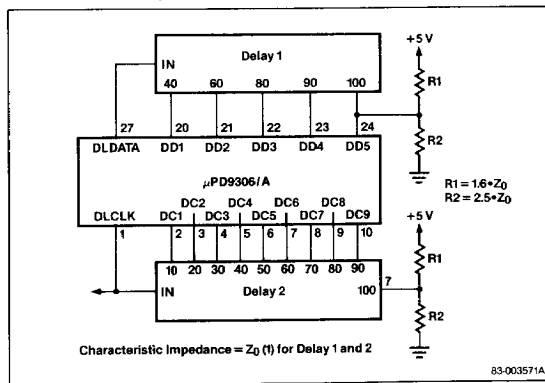 Delay 1
IN
40 60 80 90 100
+5 V
R1
R2
27 20 21 22 23 24
DLDATA DD1 DD2 DD3 DD4 DD5
µPD9306/A
R1 = 1.6•Z0
R2 = 2.5•Z0
DC2 DC4 DC6 DC8
DLCLK DC1 DC3 DC5 DC7 DC9
1 2 3 4 5 6 7 8 9 10
+5 V
R1
10 20 30 40 50 60 70 80 90
IN
Delay 2
100
7
R2
Characteristic Impedance = Z0 (1) for Delay 1 and 2
83-003571A